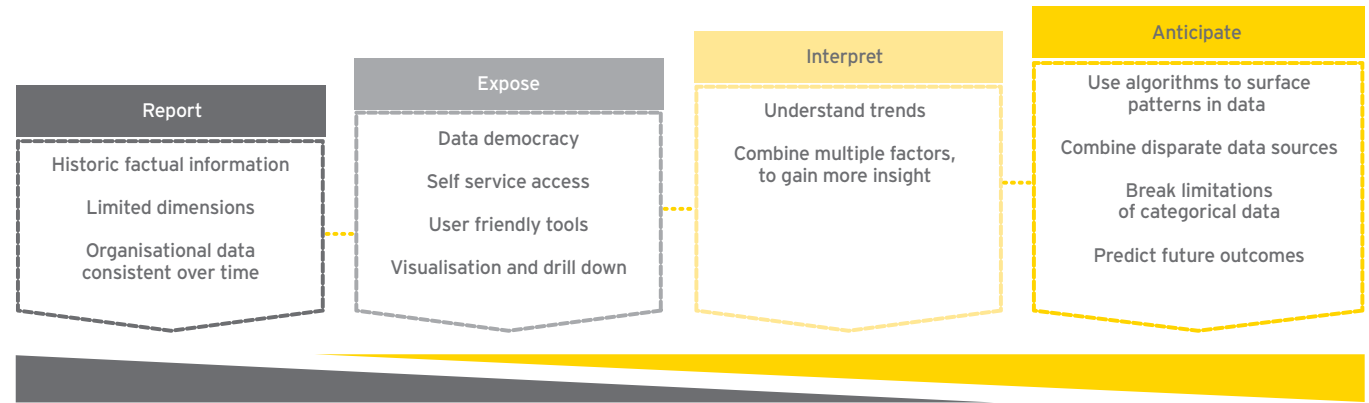 Report
Historic factual information
Limited dimensions
Organisational data
consistent over time
Expose
Data democracy
Self service access
User friendly tools
Visualisation and drill down
Interpret
Understand trends
Combine multiple factors,
to gain more insight
Anticipate
Use algorithms to surface
patterns in data
Combine disparate data sources
Break limitations
of categorical data
Predict future outcomes